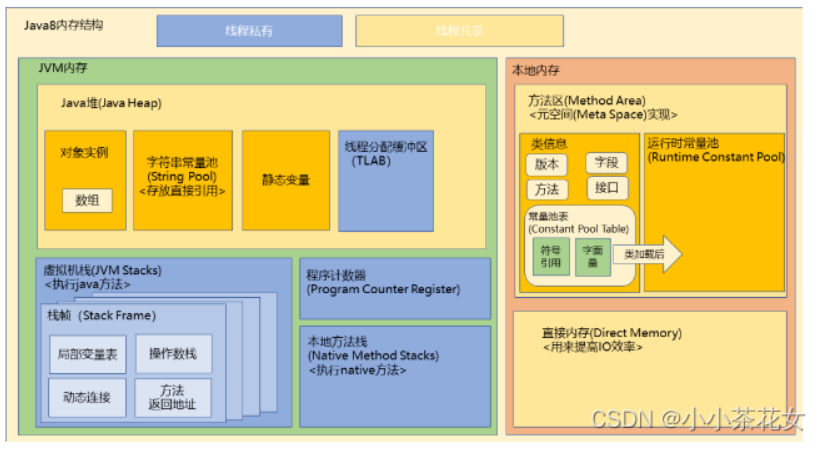 Java8内存结构
线程私有
线程共享
JVM内存
Java堆(Java Heap)
对象实例
数组
字符串常量池
(String Pool)
<存放直接引用>
静态变量
线程分配缓冲区
(TLAB)
虚拟机栈(JVM Stacks)
<执行java方法>
栈帧（Stack Frame）
局部变量表
操作数栈
动态连接
方法
返回地址
程序计数器
(Program Counter Register)
本地方法栈
(Native Method Stacks)
<执行native方法>
本地内存
方法区(Method Area)
<元空间(Meta Space)实现>
类信息
版本
字段
方法
接口
常量池表
(Constant Pool Table)
符号
引用
字面
量
类加载后
运行时常量池
(Runtime Constant Pool)
直接内存(Direct Memory)
<用来提高IO效率>
CSDN @小小茶花女